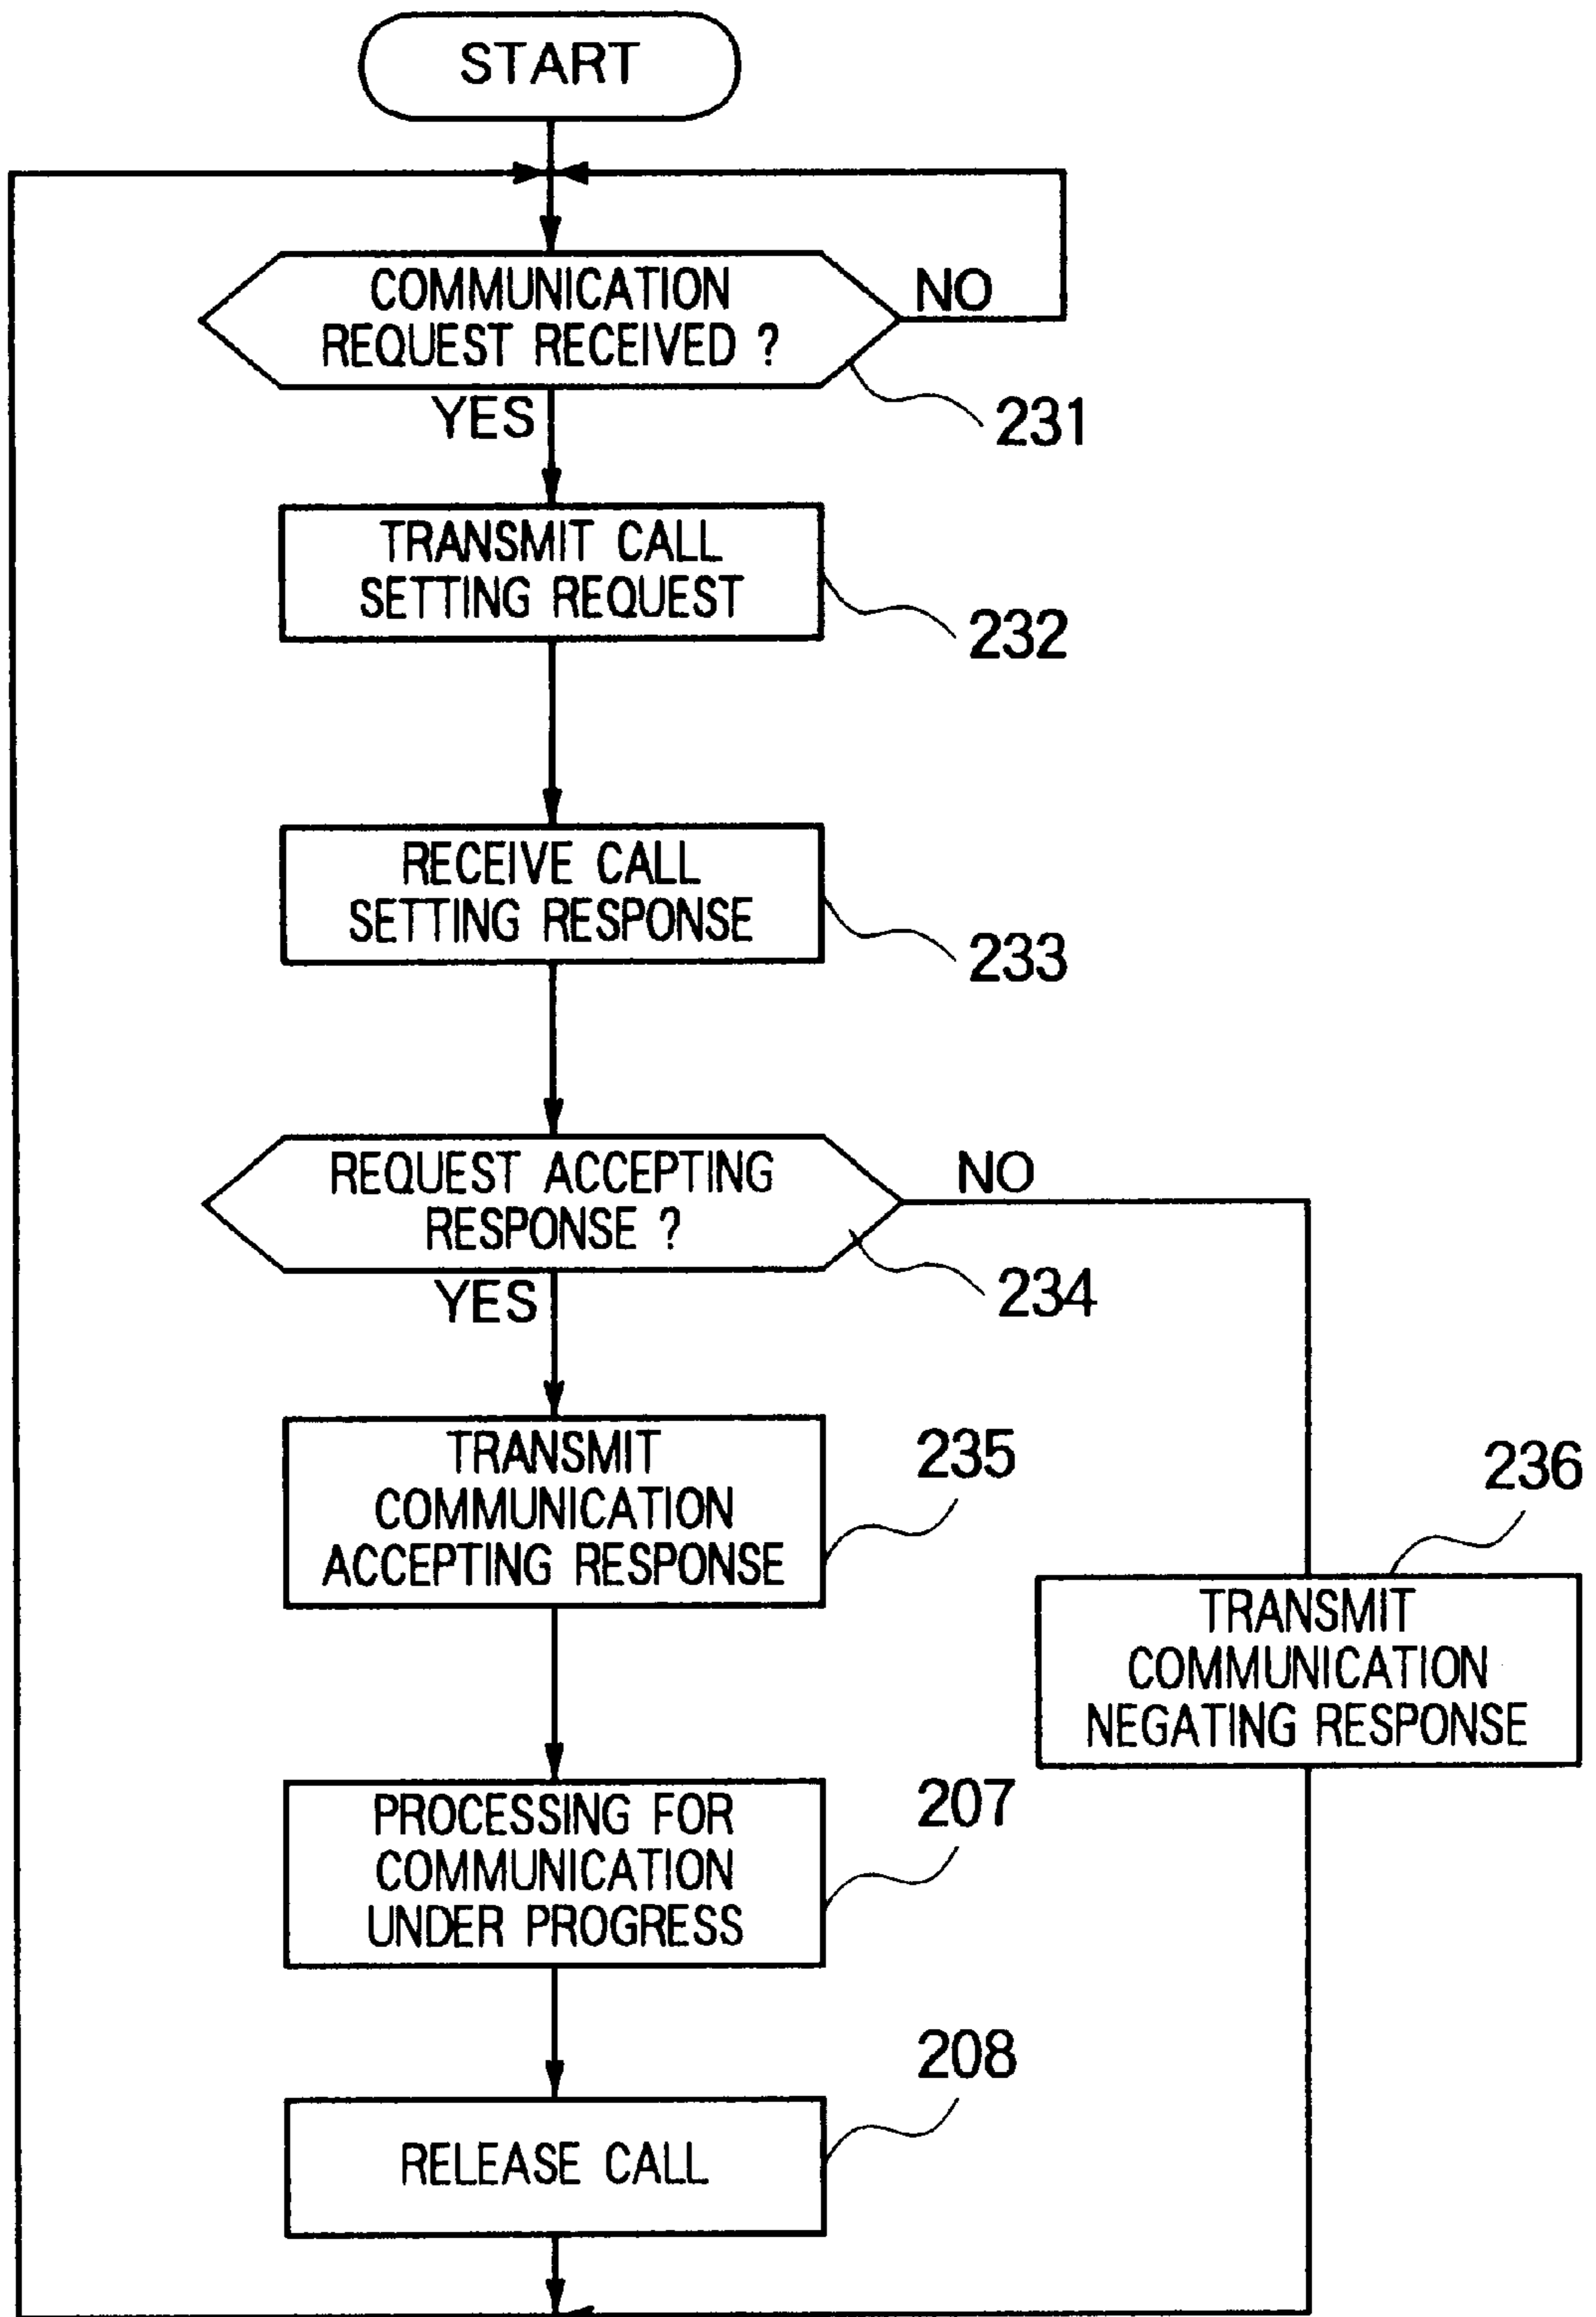 START
COMMUNICATION
REQUEST RECEIVED ?
NO
YES
231
TRANSMIT CALL
SETTING REQUEST
232
RECEIVE CALL
SETTING RESPONSE
233
REQUEST ACCEPTING
RESPONSE ?
NO
YES
234
TRANSMIT
COMMUNICATION
ACCEPTING RESPONSE
235
236
TRANSMIT
COMMUNICATION
NEGATING RESPONSE
PROCESSING FOR
COMMUNICATION
UNDER PROGRESS
207
208
RELEASE CALL